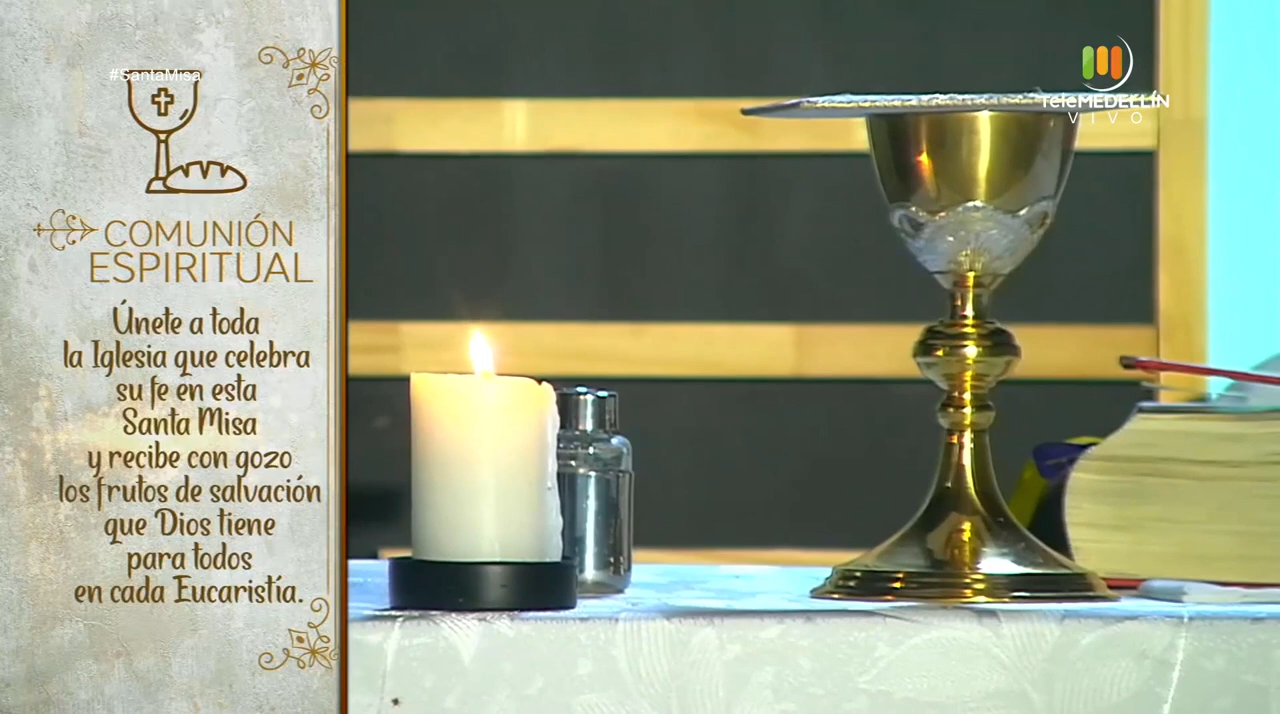 #SantaMisa
COMUNIÓN
ESPIRITUAL
Únete a toda
la Iglesia que celebra
su fe en esta
Santa Misa
y recibe con gozo
los frutos de salvación
que Dios tiene
para todos
en cada Eucaristía.
TeleMEDELLÍN
VIVO